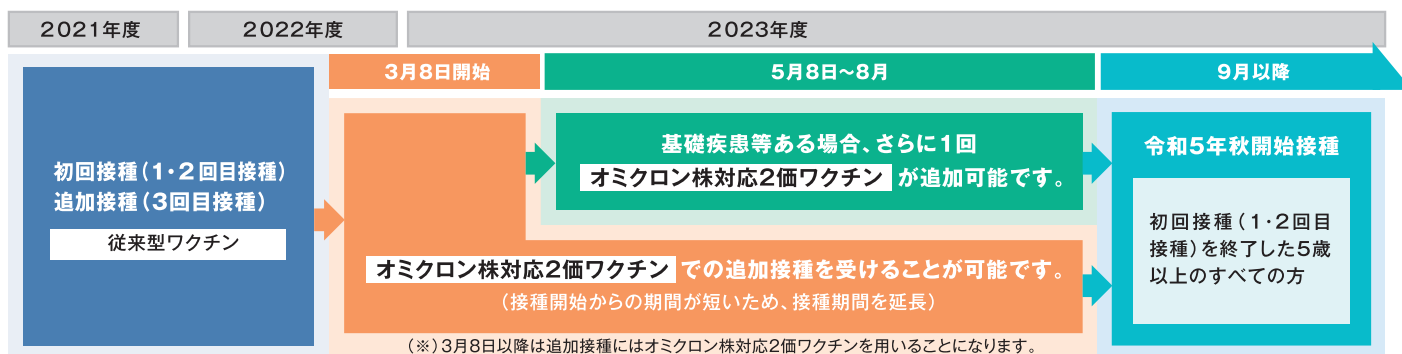 2021年度
2022年度
2023年度
3月8日開始
5月8日～8月
9月以降
初回接種（1・2回目接種）
追加接種（3回目接種）
従来型ワクチン
基礎疾患等ある場合、さらに1回
オミクロン株対応2価ワクチン が追加可能です。
オミクロン株対応2価ワクチン での追加接種を受けることが可能です。
（接種開始からの期間が短いため、接種期間を延長）
（※）3月8日以降は追加接種にはオミクロン株対応2価ワクチンを用いることになります。
令和5年秋開始接種
初回接種（1・2回目
接種）を終了した5歳
以上のすべての方